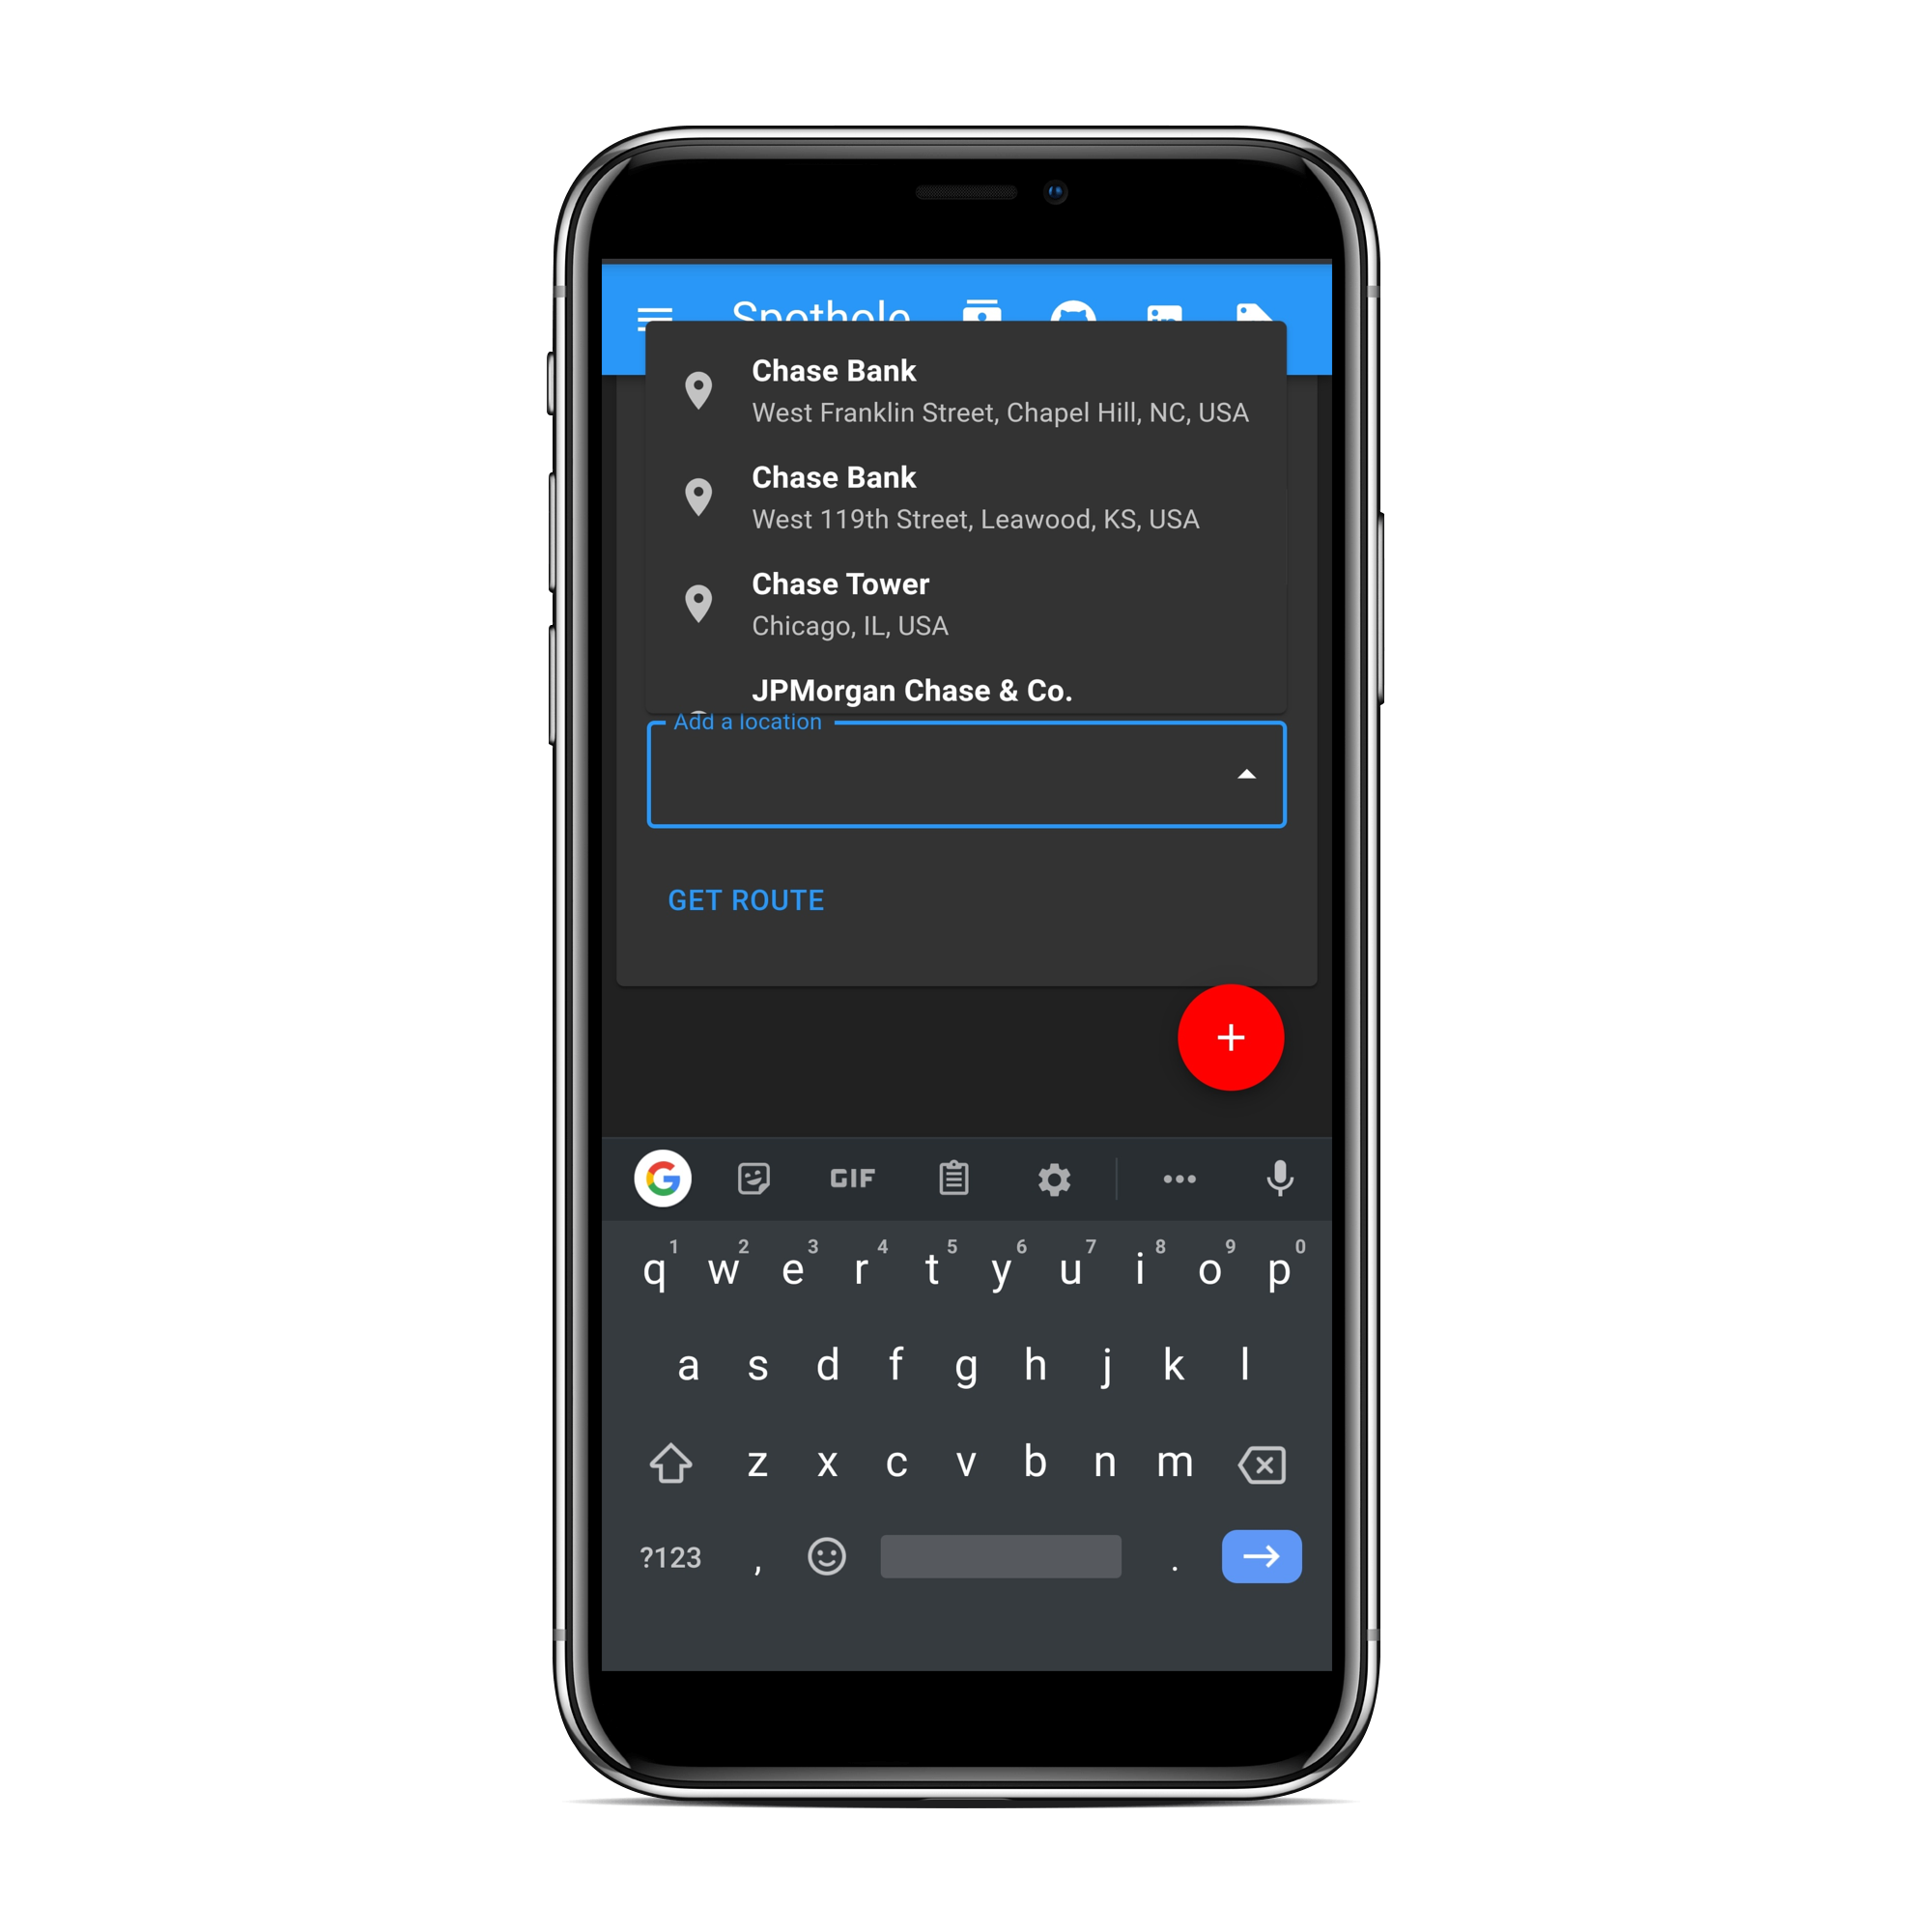 Spothole
Chase Bank
West Franklin Street, Chapel Hill, NC, USA
Chase Bank
West 119th Street, Leawood, KS, USA
Chase Tower
Chicago, IL, USA
JPMorgan Chase & Co.
Add a location
GET ROUTE
+
G GIF
1 2 3 4 5 6 7 8 9 0
q w e r t y u i o p
a s d f g h j k l
z x c v b n m
?123 , .